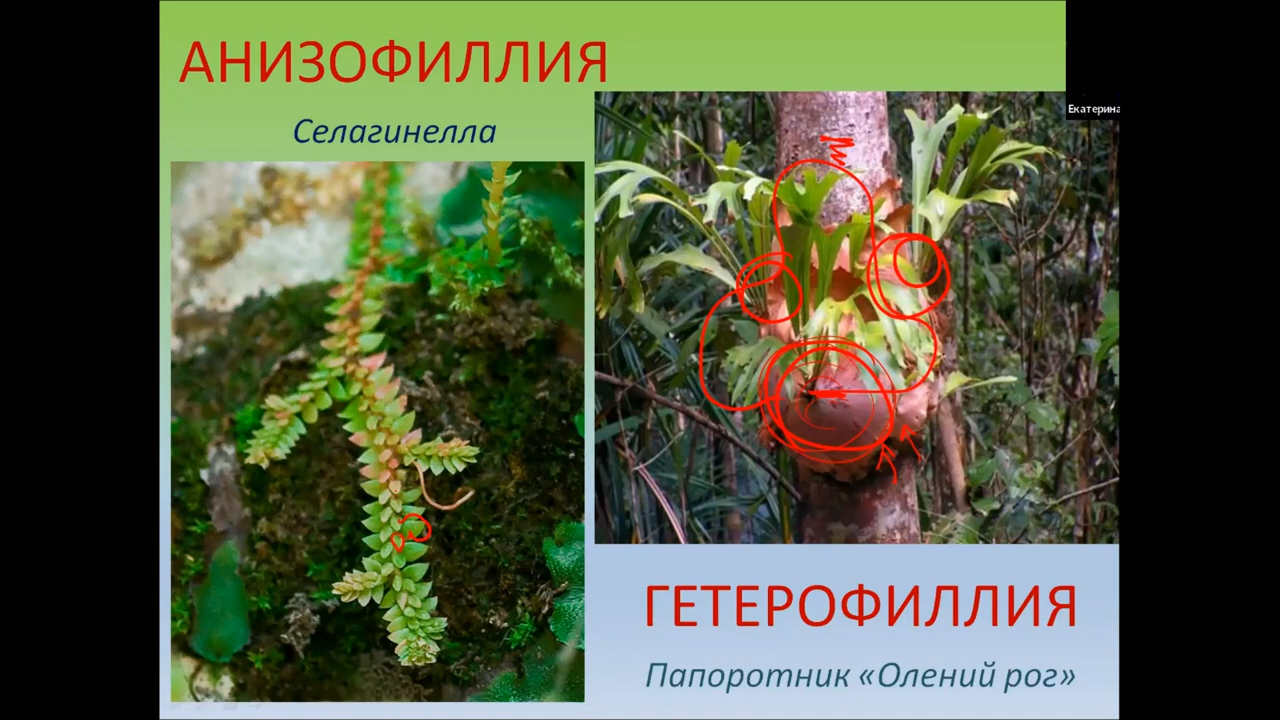 АНИЗОФИЛЛИЯ
Селагинелла
Екатерина
ГЕТЕРОФИЛЛИЯ
Папоротник «Олений рог»